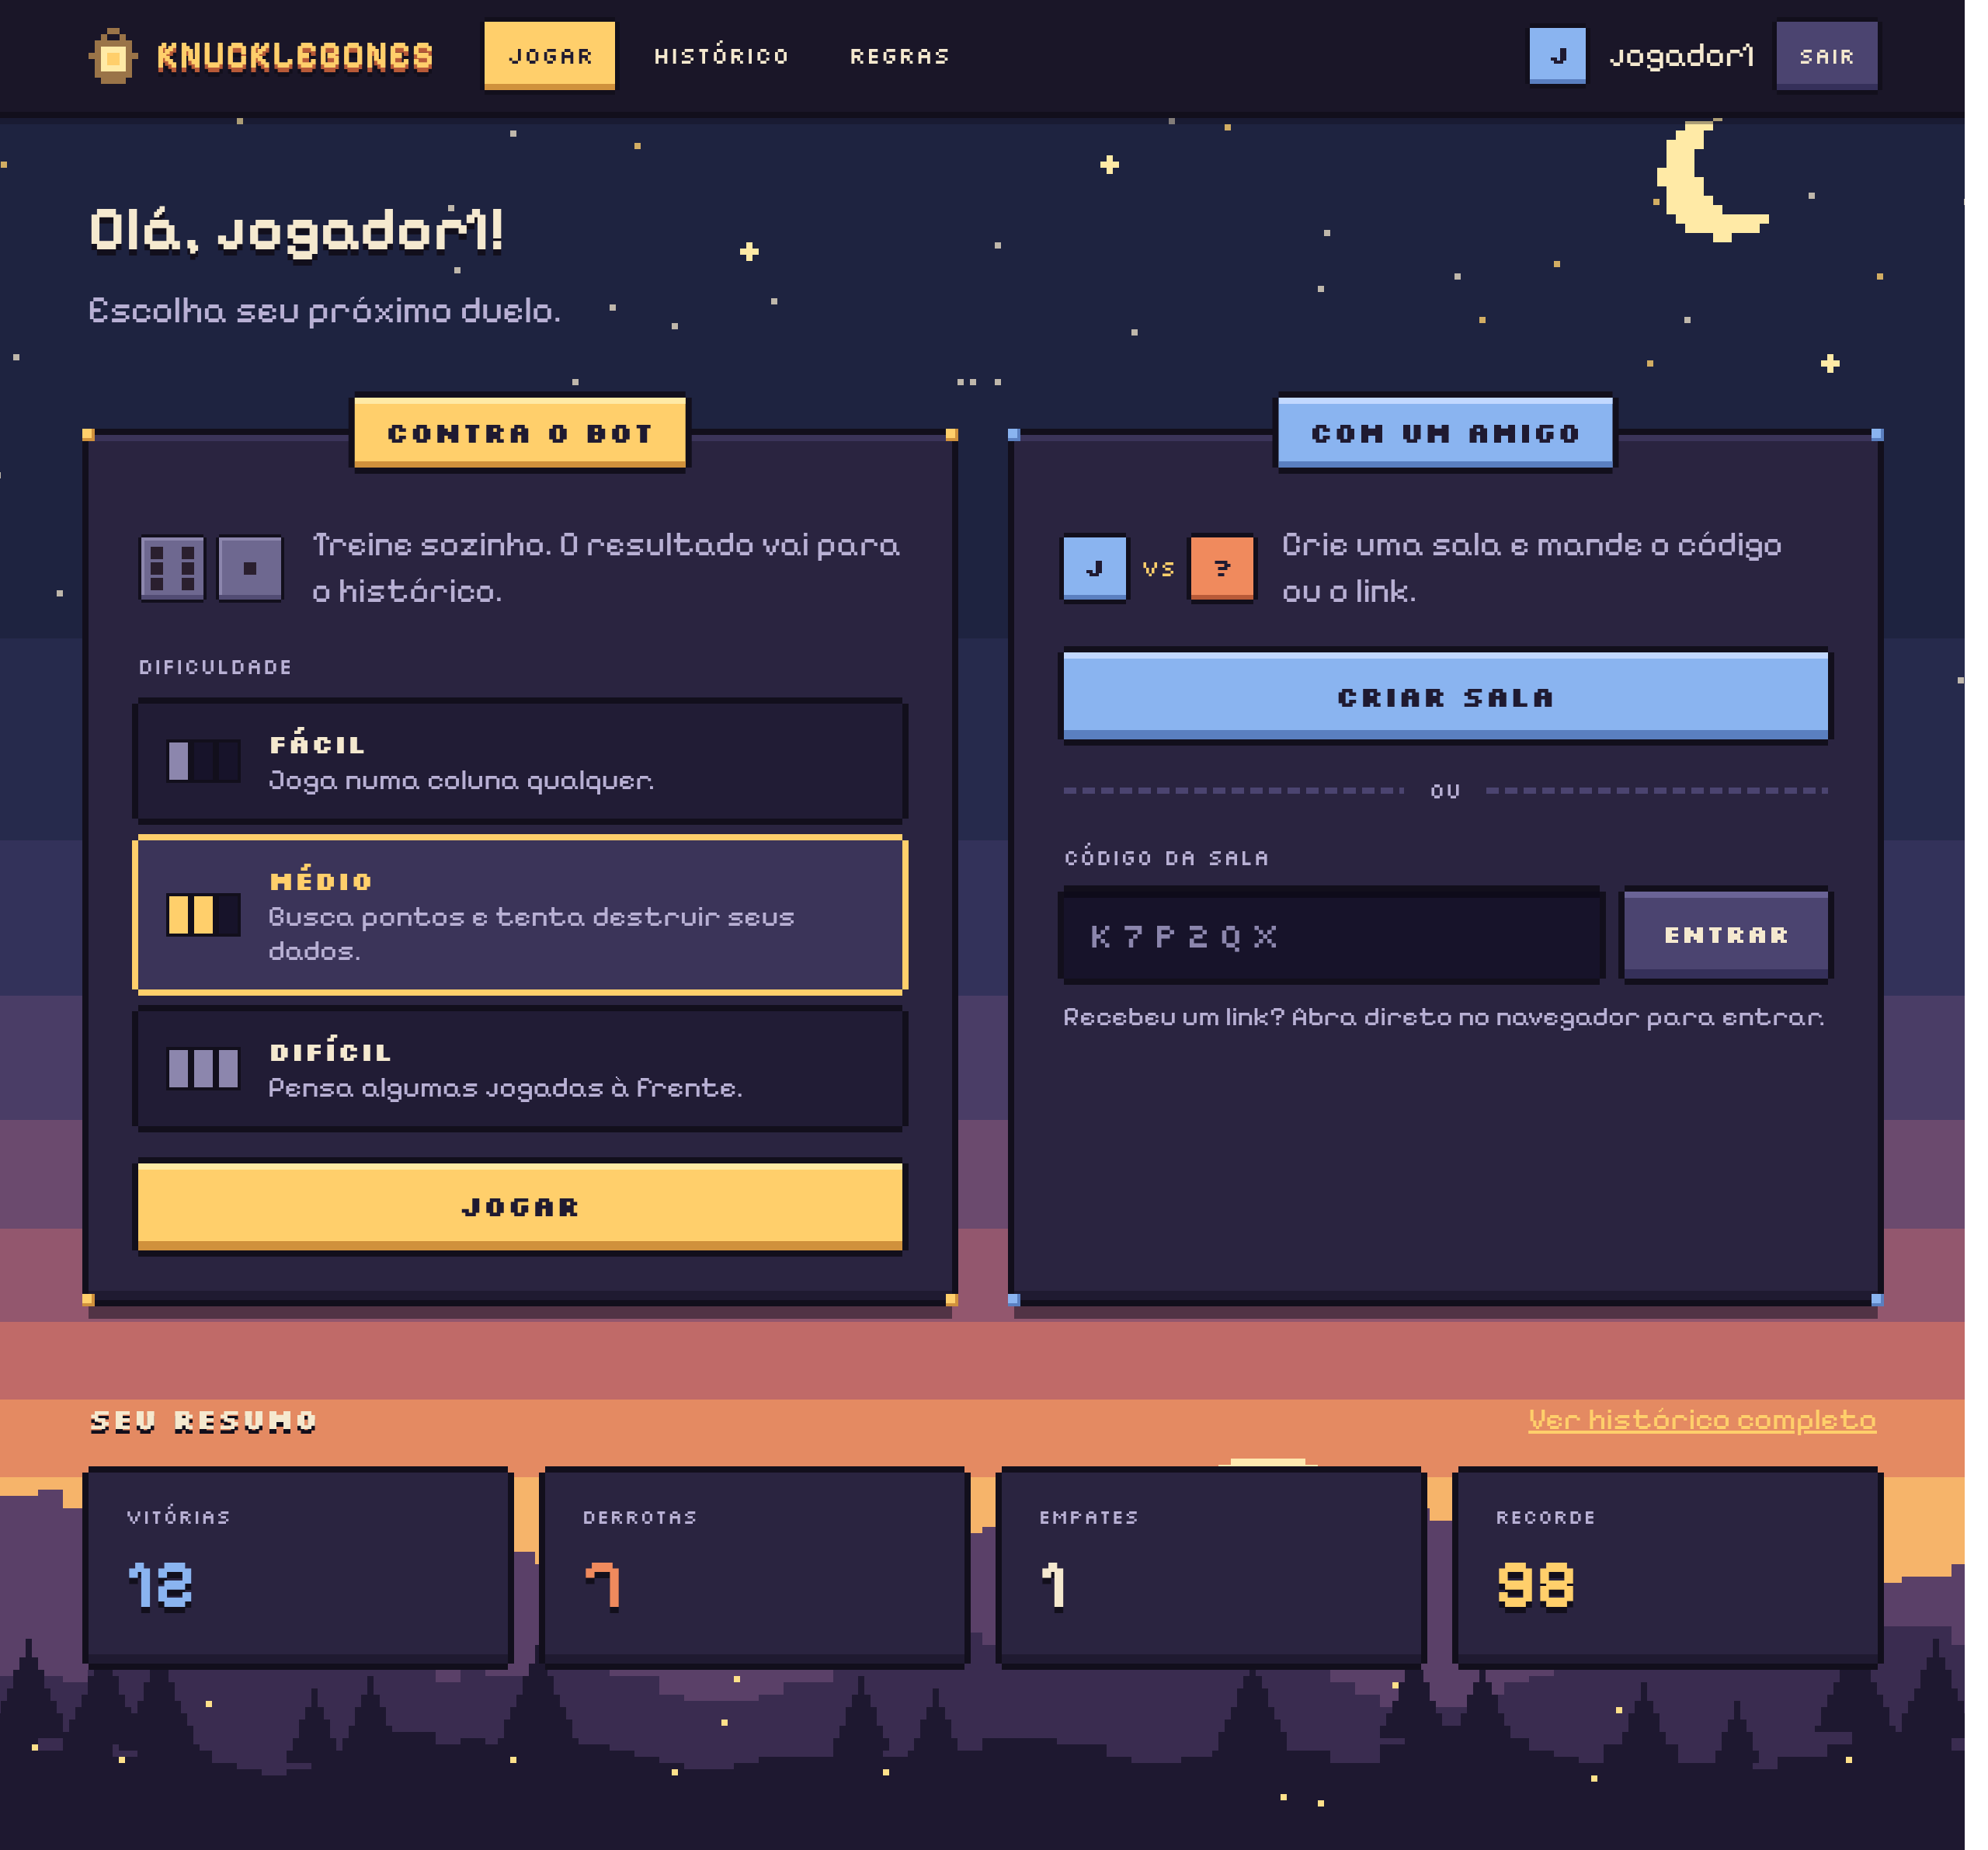 KNUCKLEBONES
JOGAR
HISTÓRICO
REGRAS
J
Jogador1
SAIR
Olá, Jogador1!
Escolha seu próximo duelo.
CONTRA O BOT
Treine sozinho. O resultado vai para
o histórico.
DIFICULDADE
FÁCIL
Joga numa coluna qualquer.
MÉDIO
Busca pontos e tenta destruir seus
dados.
DIFÍCIL
Pensa algumas jogadas à frente.
JOGAR
COM UM AMIGO
J VS ?
Crie uma sala e mande o código
ou o link.
CRIAR SALA
OU
CÓDIGO DA SALA
K7P2QX
ENTRAR
Recebeu um link? Abra direto no navegador para entrar.
SEU RESUMO
Ver histórico completo
VITÓRIAS
18
DERROTAS
7
EMPATES
1
RECORDE
98